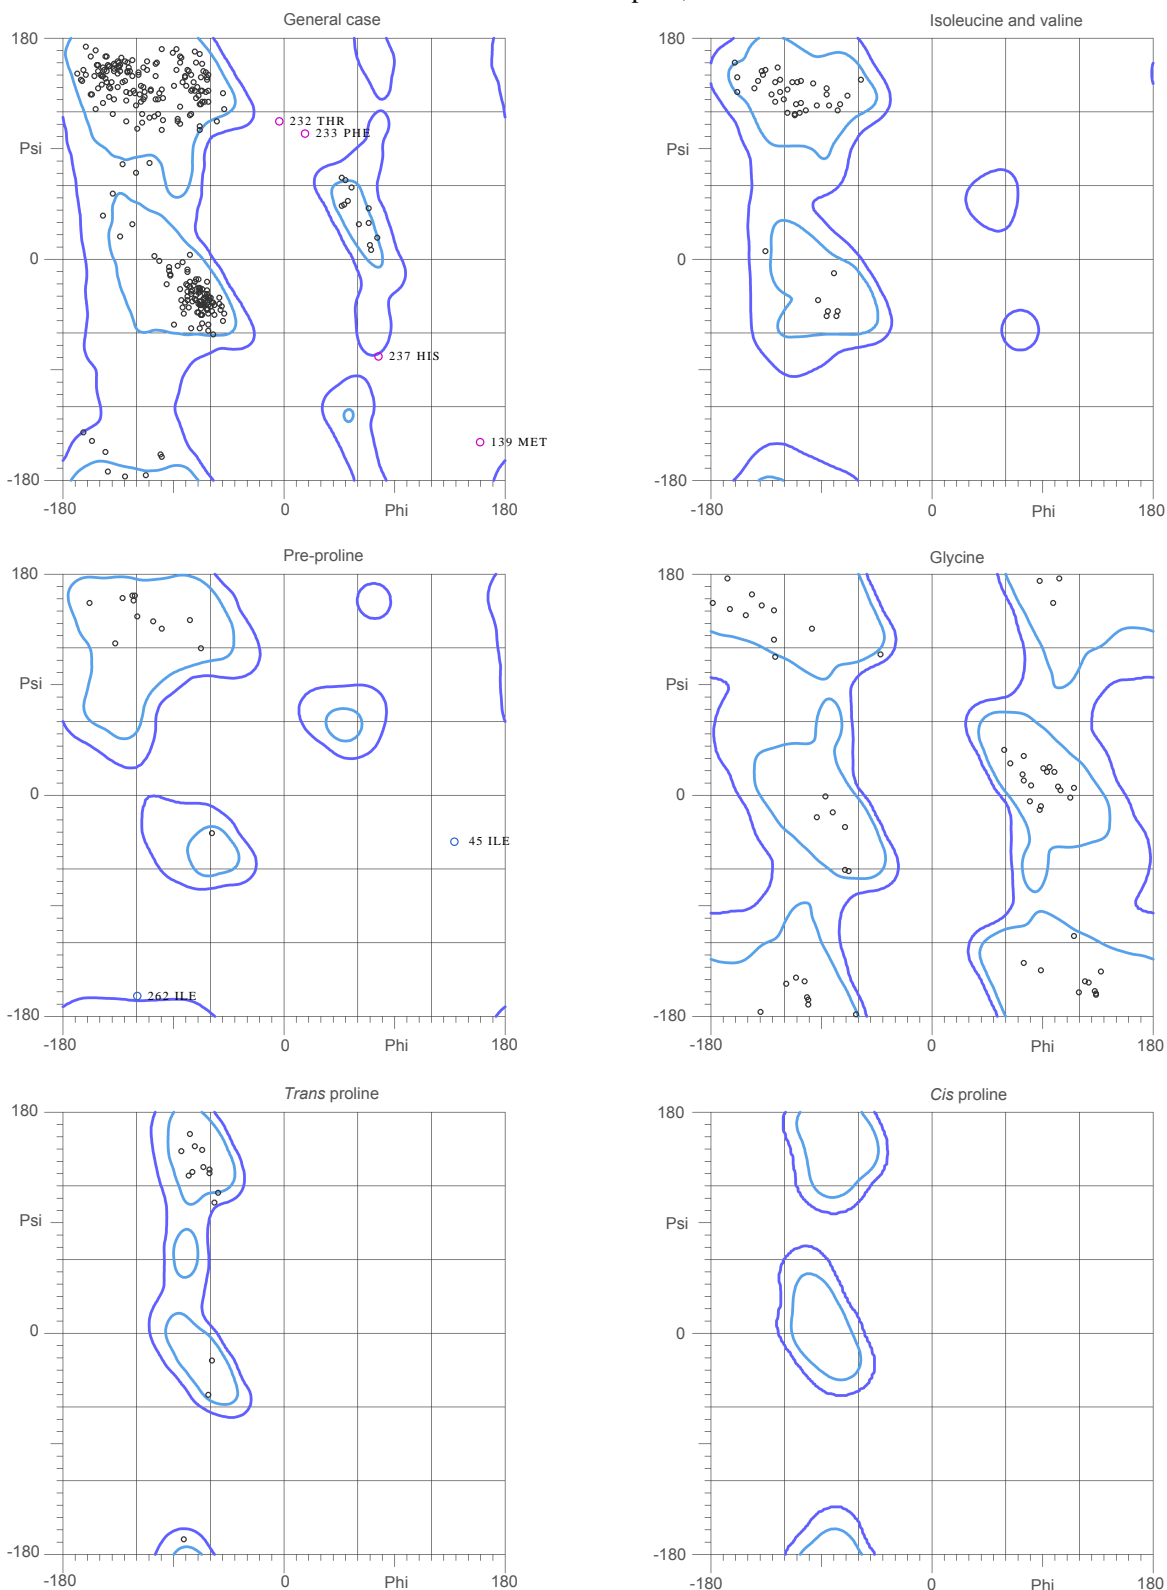 General case
180
Psi
0
-180
-180
0
Phi
180
232 THR
233 PHE
237 HIS
139 MET
Isoleucine and valine
180
Psi
0
-180
-180
0
Phi
180
Pre-proline
180
Psi
0
-180
-180
0
Phi
180
45 ILE
262 ILE
Glycine
180
Psi
0
-180
-180
0
Phi
180
Trans proline
180
Psi
0
-180
-180
0
Phi
180
Cis proline
180
Psi
0
-180
-180
0
Phi
180